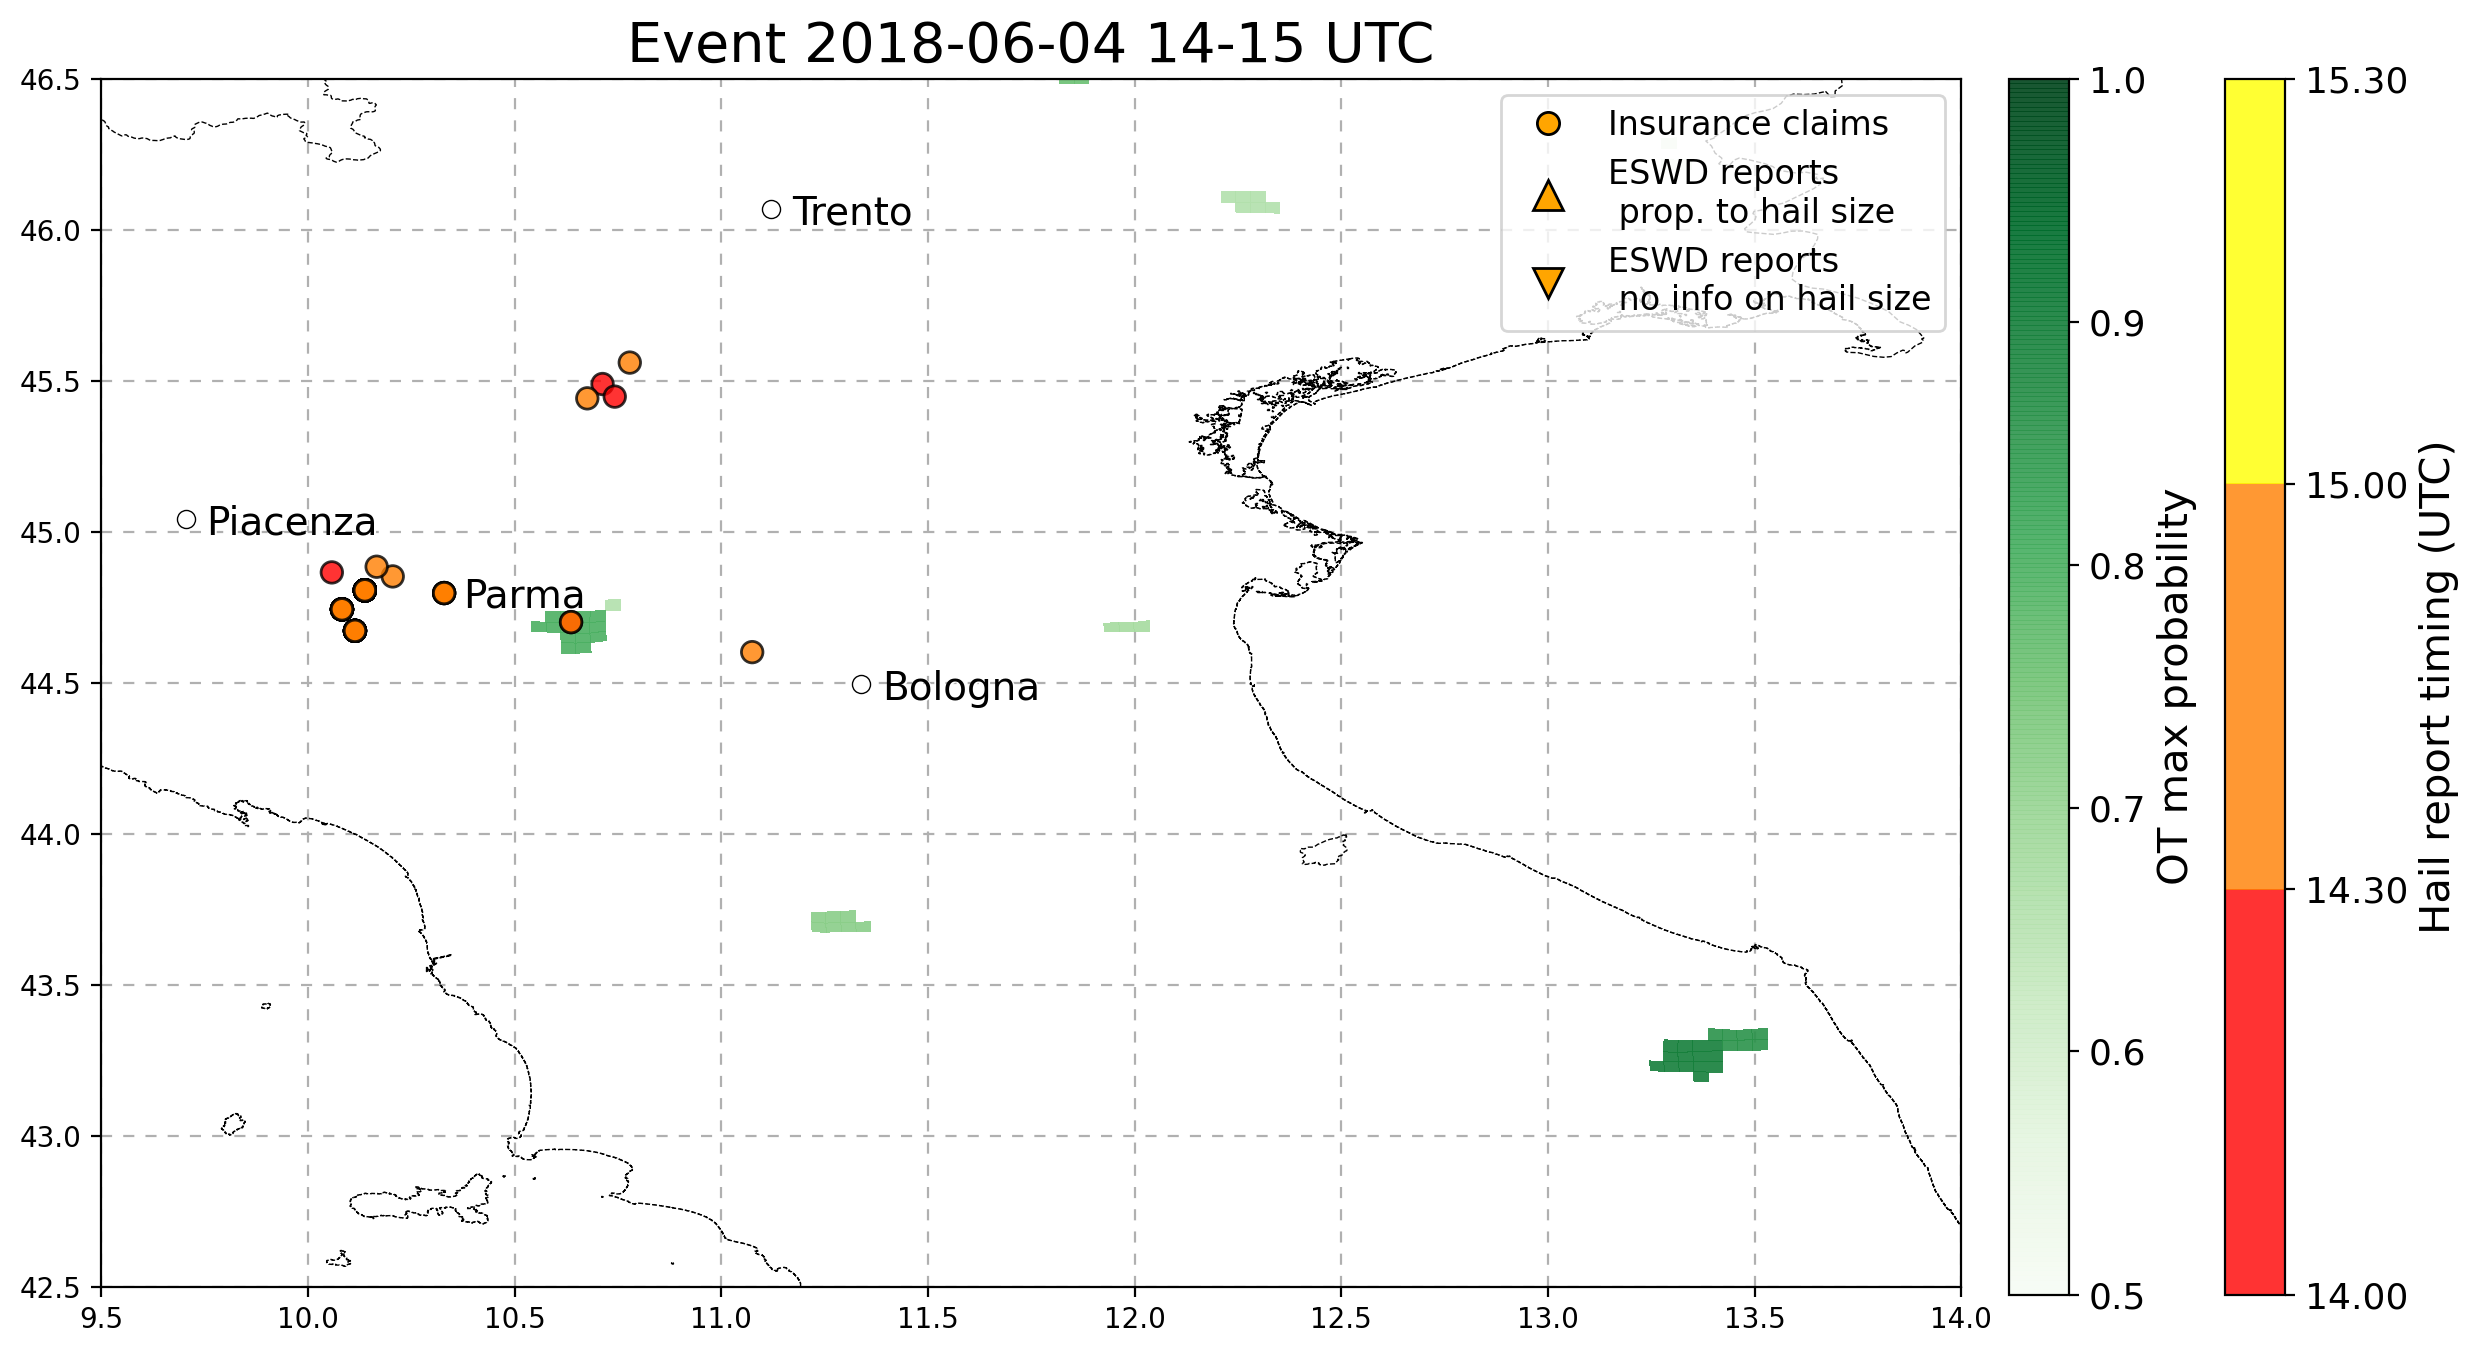 Event 2018-06-04 14-15 UTC
46.5
46.0
45.5
45.0
44.5
44.0
43.5
43.0
42.5
9.5
10.0
10.5
11.0
11.5
12.0
12.5
13.0
13.5
14.0
Trento
Piacenza
Parma
Bologna
Insurance claims
ESWD reports
prop. to hail size
ESWD reports
no info on hail size
1.0
0.9
0.8
0.7
0.6
0.5
OT max probability
15.30
15.00
14.30
14.00
Hail report timing (UTC)